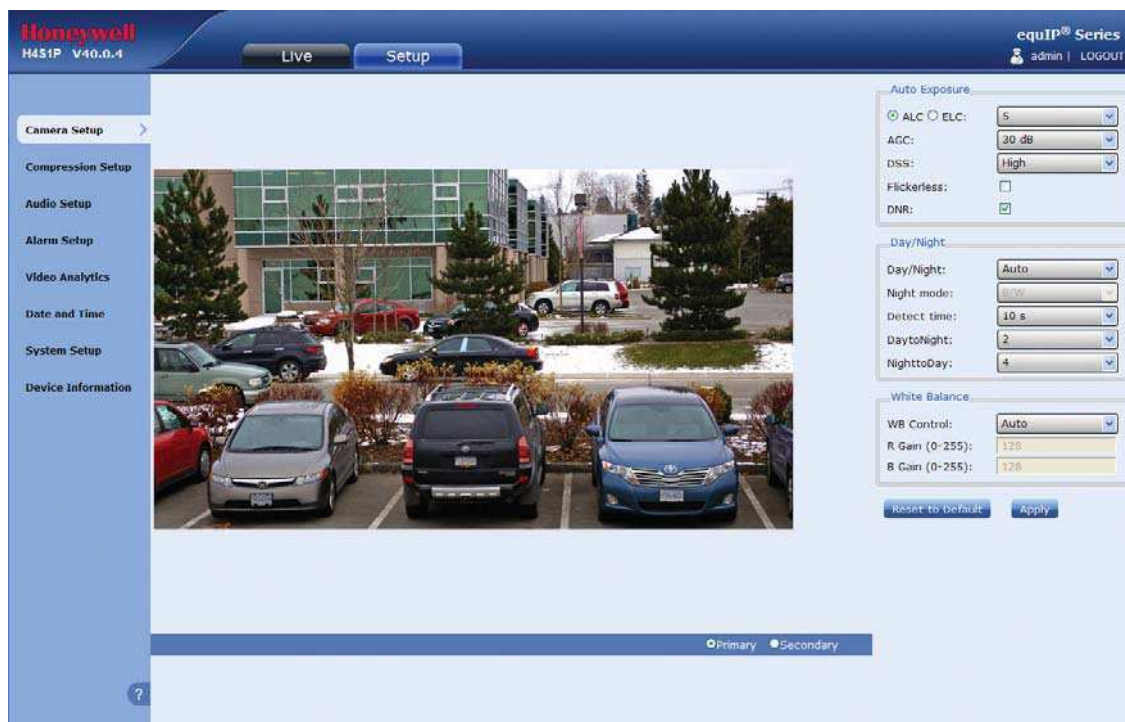 Honeywell
H4S1P V40.0.4
Live
Setup
equIP® Series
admin | LOGOUT
Camera Setup
Compression Setup
Audio Setup
Alarm Setup
Video Analytics
Date and Time
System Setup
Device Information
?
Auto Exposure
ALC ELC: 5
AGC: 30 dB
DSS: High
Flickerless:
DNR:
Day/Night
Day/Night: Auto
Night mode: B/W
Detect time: 10 s
DaytoNight: 2
NighttoDay: 4
White Balance
WB Control: Auto
R Gain (0-255): 128
B Gain (0-255): 128
Reset to Default
Apply
Primary Secondary